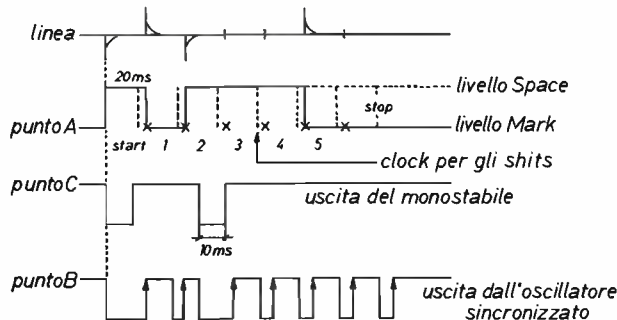 linea
20ms
livello Space
stop
punto A
livello Mark
start 1 2 3 4 5
clock per gli shits
punto C
uscita del monostabile
10ms
punto B
uscita dall'oscillatore
sincronizzato